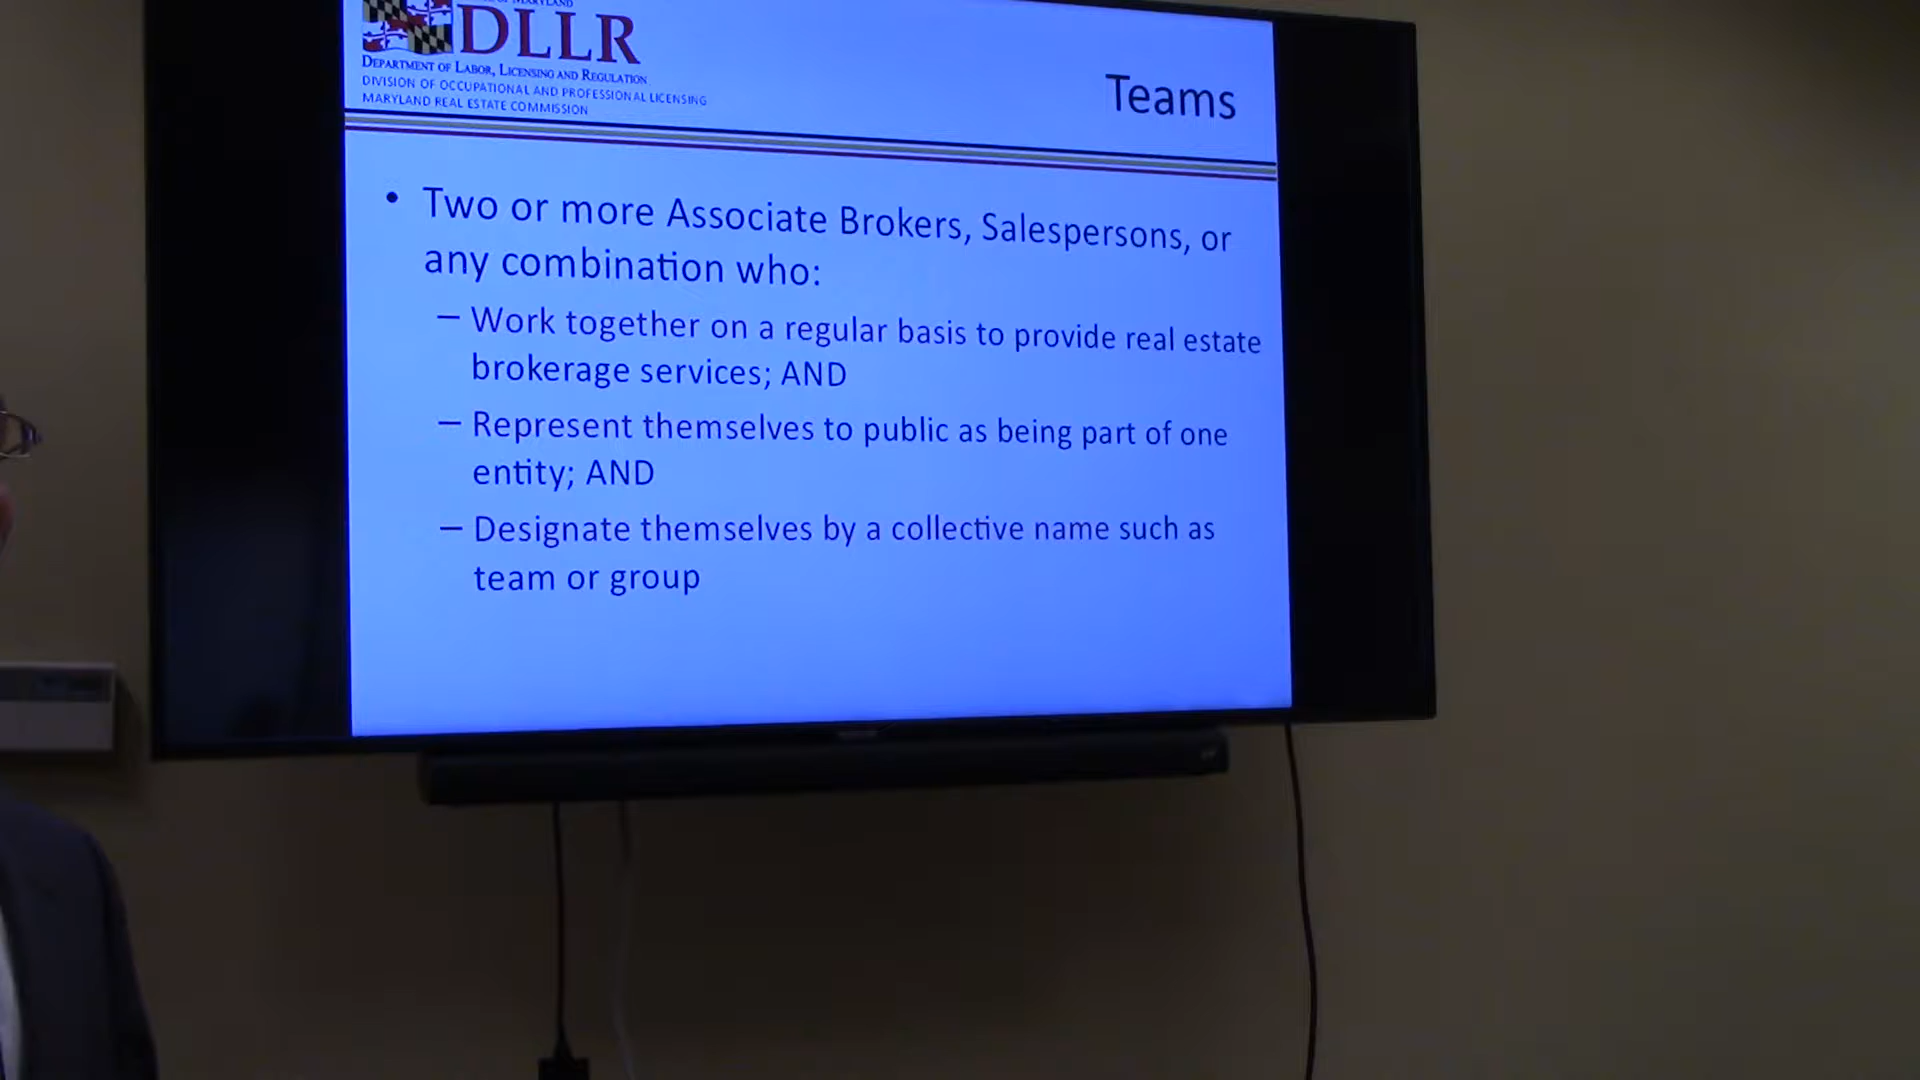 MARYLAND
DLLR
DEPARTMENT OF LABOR, LICENSING AND REGULATION
DIVISION OF OCCUPATIONAL AND PROFESSIONAL LICENSING
MARYLAND REAL ESTATE COMMISSION
Teams
• Two or more Associate Brokers, Salespersons, or
any combination who:
– Work together on a regular basis to provide real estate
brokerage services; AND
– Represent themselves to public as being part of one
entity; AND
– Designate themselves by a collective name such as
team or group